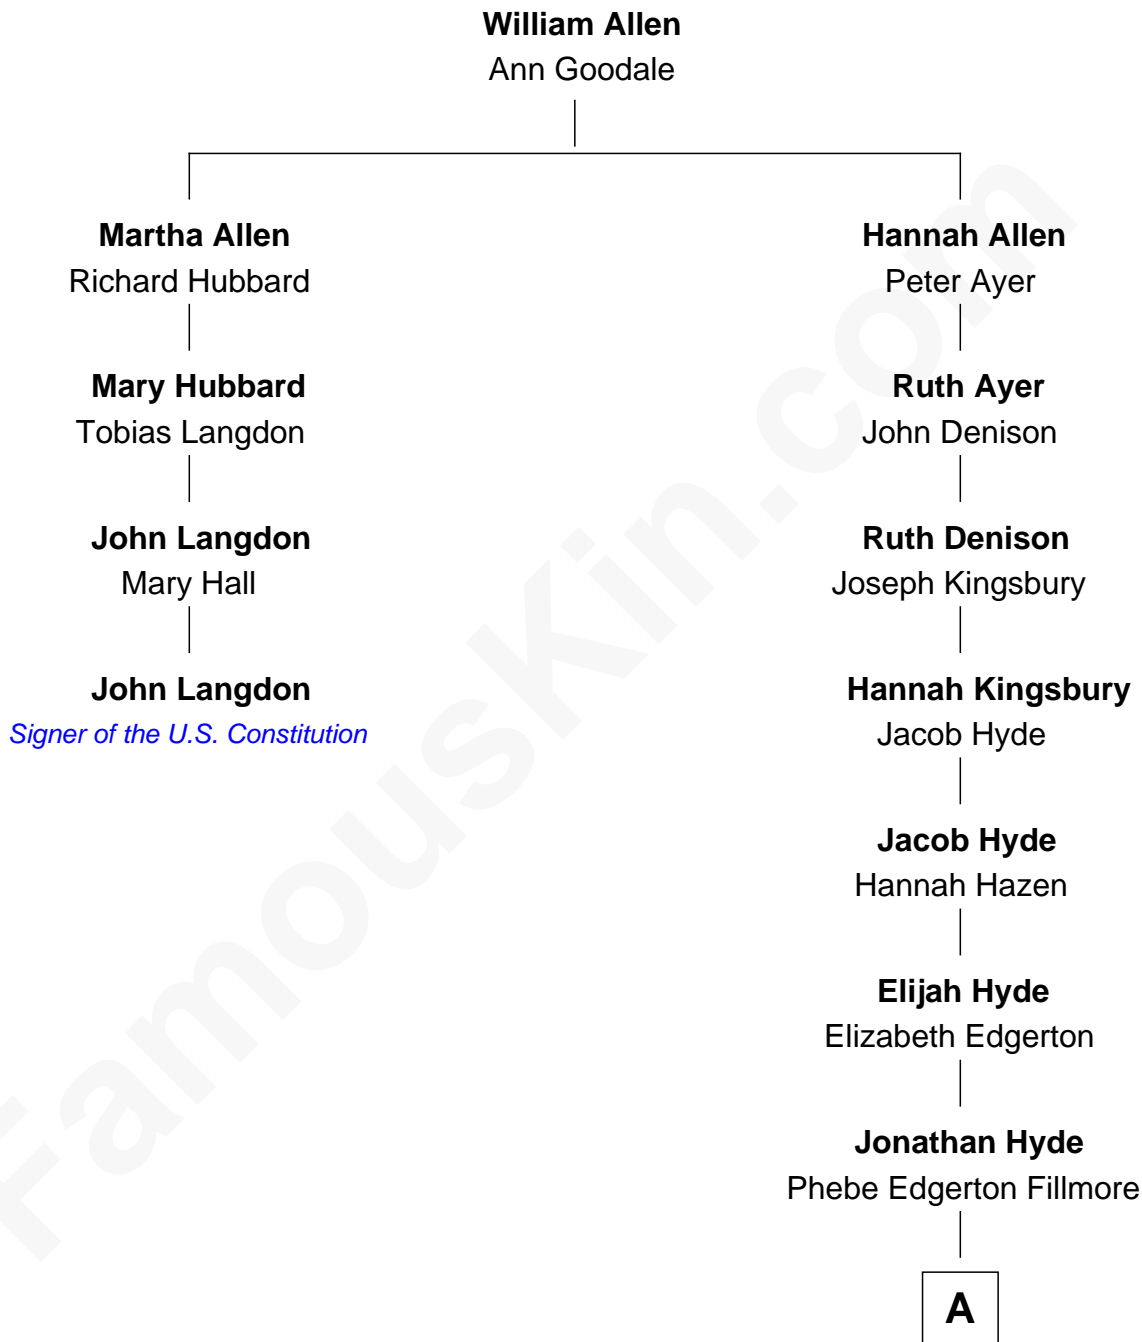 William Allen
Ann Goodale
Martha Allen
Richard Hubbard
Hannah Allen
Peter Ayer
Mary Hubbard
Tobias Langdon
Ruth Ayer
John Denison
John Langdon
Mary Hall
Ruth Denison
Joseph Kingsbury
John Langdon
Signer of the U.S. Constitution
Hannah Kingsbury
Jacob Hyde
Jacob Hyde
Hannah Hazen
Elijah Hyde
Elizabeth Edgerton
Jonathan Hyde
Phebe Edgerton Fillmore
A
FamousKin.com